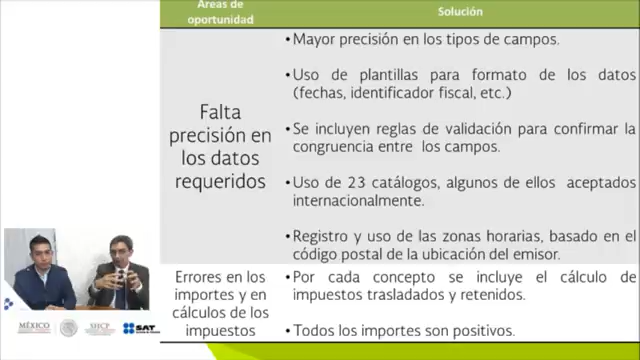 Áreas de
oportunidad
Solución
Falta
precisión en
los datos
requeridos
• Mayor precisión en los tipos de campos.
• Uso de plantillas para formato de los datos
(fechas, identificador fiscal, etc.)
• Se incluyen reglas de validación para confirmar la
congruencia entre los campos.
• Uso de 23 catálogos, algunos de ellos aceptados
internacionalmente.
• Registro y uso de las zonas horarias, basado en el
código postal de la ubicación del emisor.
Errores en los
importes y en
cálculos de los
impuestos
• Por cada concepto se incluye el cálculo de
impuestos trasladados y retenidos.
• Todos los importes son positivos.
MÉXICO
SHCP
SAT